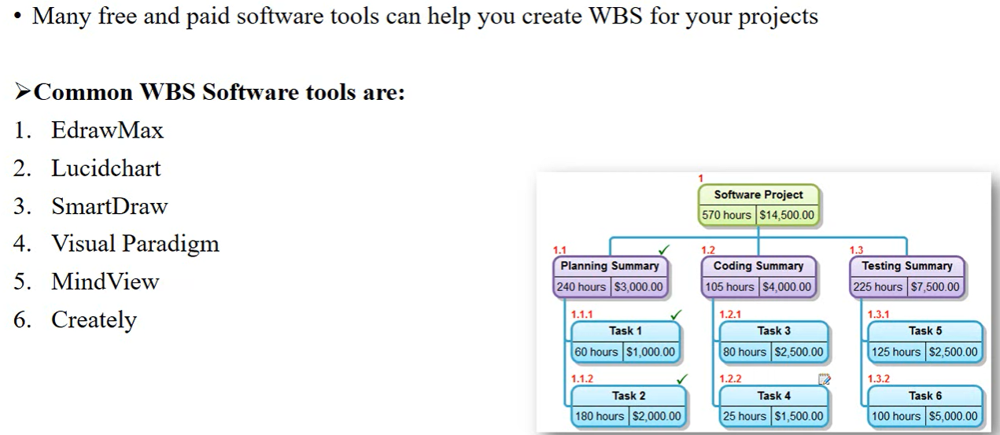 • Many free and paid software tools can help you create WBS for your projects
➢Common WBS Software tools are:
1. EdrawMax
2. Lucidchart
3. SmartDraw
4. Visual Paradigm
5. MindView
6. Creately
1
Software Project
570 hours $14,500.00
1.1
Planning Summary
240 hours $3,000.00
1.2
Coding Summary
105 hours $4,000.00
1.3
Testing Summary
225 hours $7,500.00
1.1.1
Task 1
60 hours $1,000.00
1.2.1
Task 3
80 hours $2,500.00
1.3.1
Task 5
125 hours $2,500.00
1.1.2
Task 2
180 hours $2,000.00
1.2.2
Task 4
25 hours $1,500.00
1.3.2
Task 6
100 hours $5,000.00